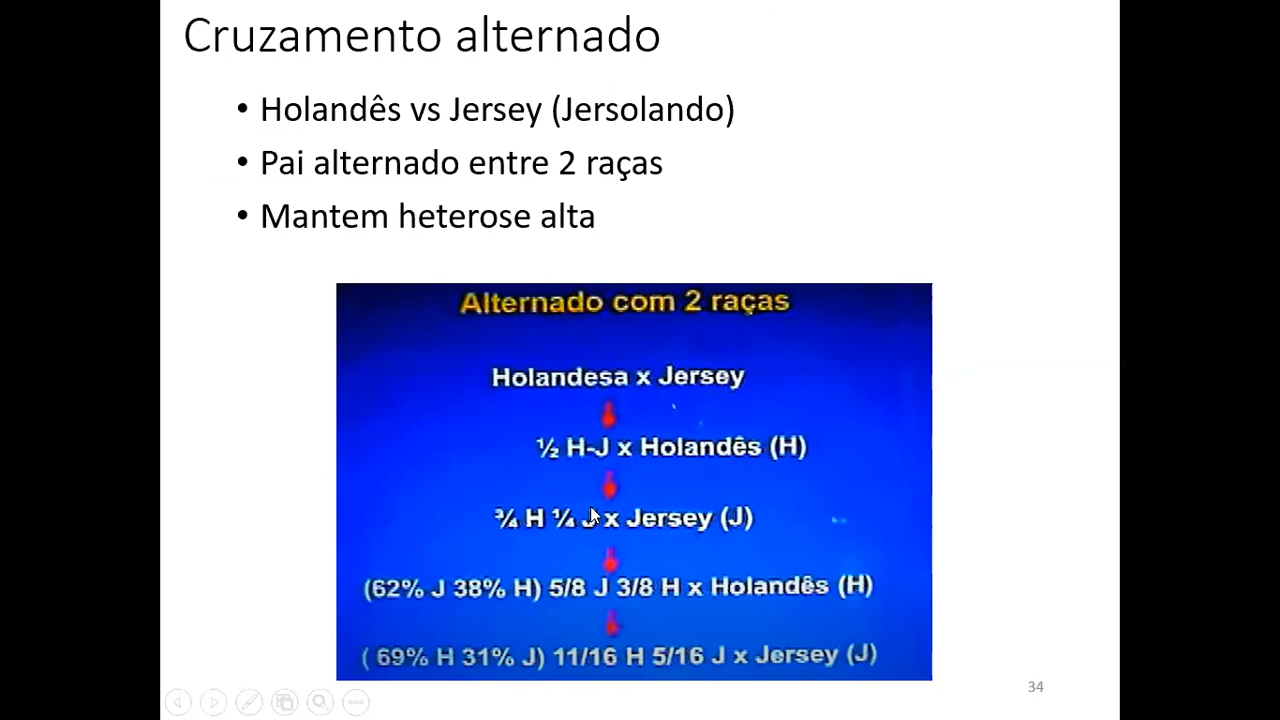 Cruzamento alternado
• Holandês vs Jersey (Jersolando)
• Pai alternado entre 2 raças
• Mantem heterose alta
Alternado com 2 raças
Holandesa x Jersey
½ H-J x Holandês (H)
¾ H ¼ J x Jersey (J)
(62% J 38% H) 5/8 J 3/8 H x Holandês (H)
( 69% H 31% J) 11/16 H 5/16 J x Jersey (J)
34